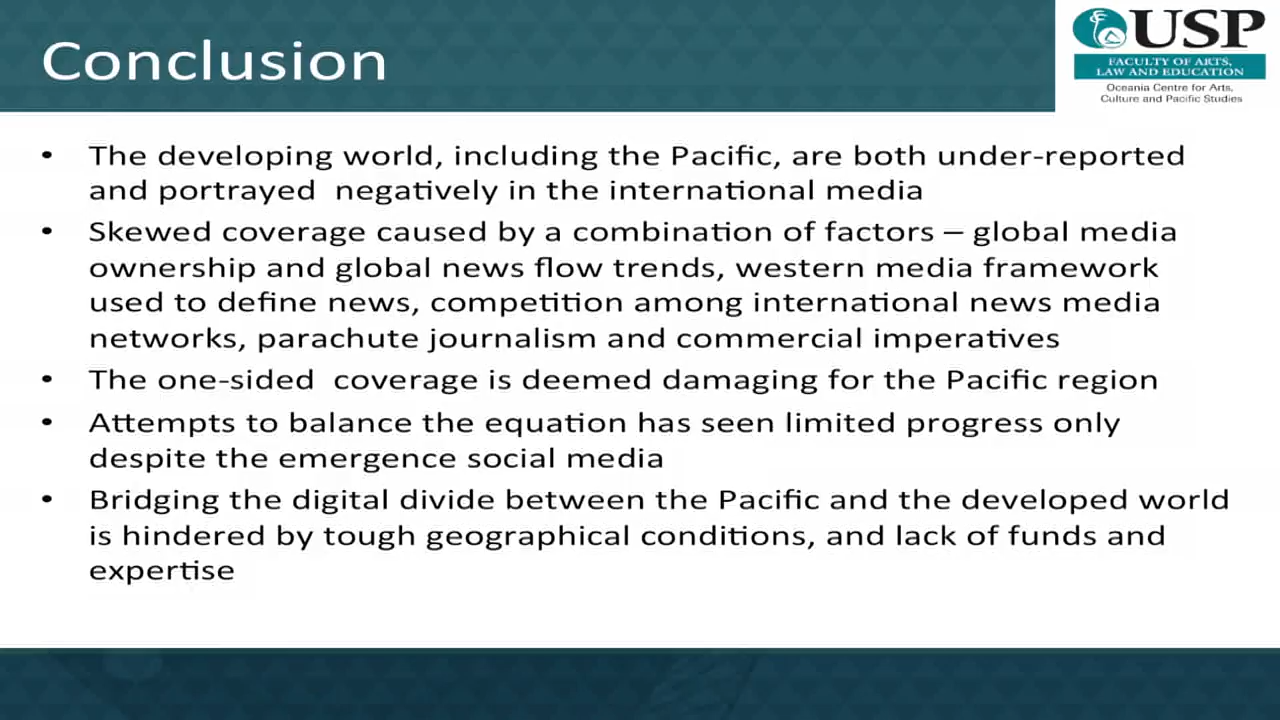 Conclusion
USP
FACULTY OF ARTS,
LAW AND EDUCATION
Oceania Centre for Arts,
Culture and Pacific Studies
• The developing world, including the Pacific, are both under-reported
and portrayed negatively in the international media
• Skewed coverage caused by a combination of factors – global media
ownership and global news flow trends, western media framework
used to define news, competition among international news media
networks, parachute journalism and commercial imperatives
• The one-sided coverage is deemed damaging for the Pacific region
• Attempts to balance the equation has seen limited progress only
despite the emergence social media
• Bridging the digital divide between the Pacific and the developed world
is hindered by tough geographical conditions, and lack of funds and
expertise